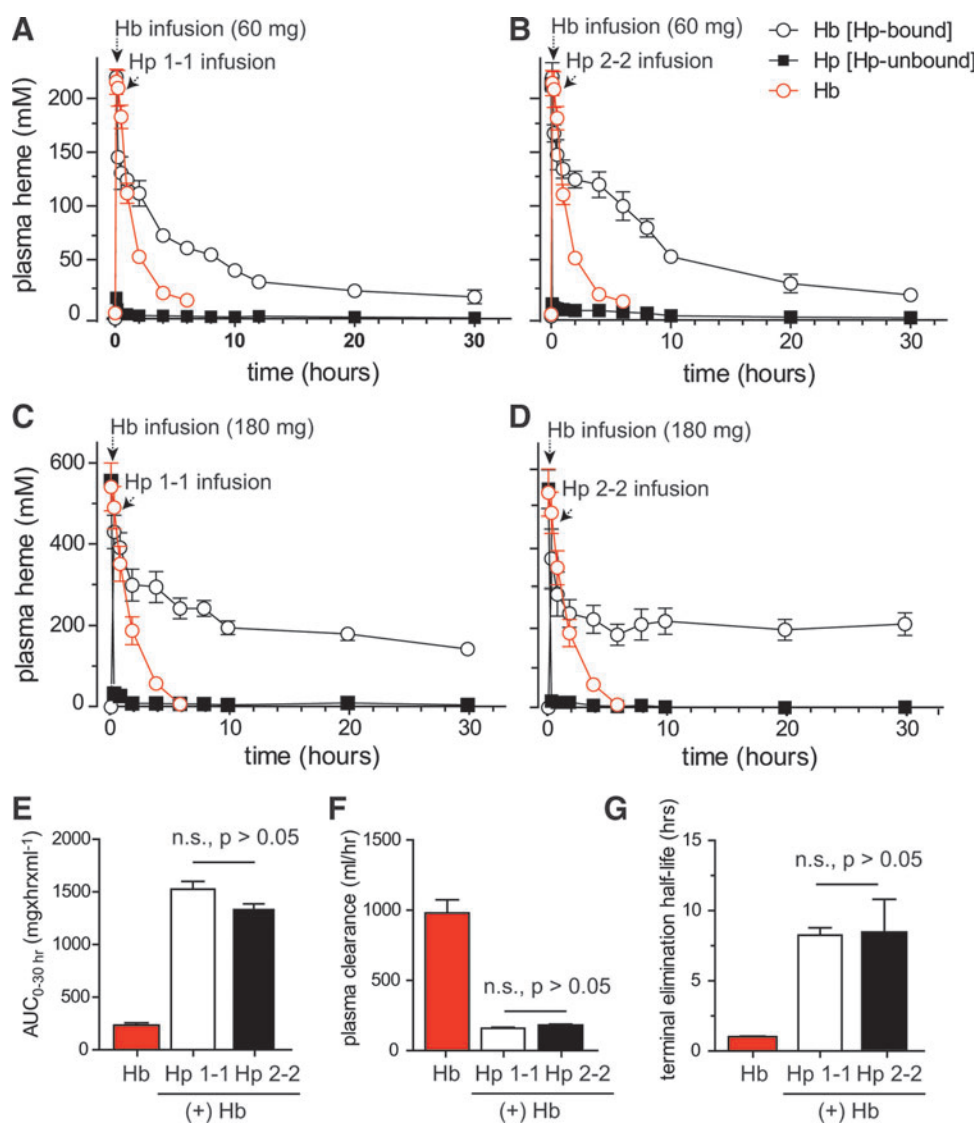 A
Hb infusion (60 mg)
Hp 1-1 infusion
plasma heme (mM)
200
150
100
50
0
0
10
20
30
time (hours)
B
Hb infusion (60 mg)
Hp 2-2 infusion
Hb [Hp-bound]
Hp [Hp-unbound]
Hb
0
10
20
30
time (hours)
C
Hb infusion (180 mg)
Hp 1-1 infusion
plasma heme (mM)
600
400
200
0
0
10
20
30
time (hours)
D
Hb infusion (180 mg)
Hp 2-2 infusion
0
10
20
30
time (hours)
E
AUC0-30 hr (mgxhrxml-1)
2000
1500
1000
500
0
n.s., p > 0.05
Hb
Hp 1-1 Hp 2-2
(+) Hb
F
plasma clearance (ml/hr)
1500
1000
500
0
n.s., p > 0.05
Hb
Hp 1-1 Hp 2-2
(+) Hb
G
terminal elimination half-life (hrs)
15
10
5
0
n.s., p > 0.05
Hb
Hp 1-1 Hp 2-2
(+) Hb